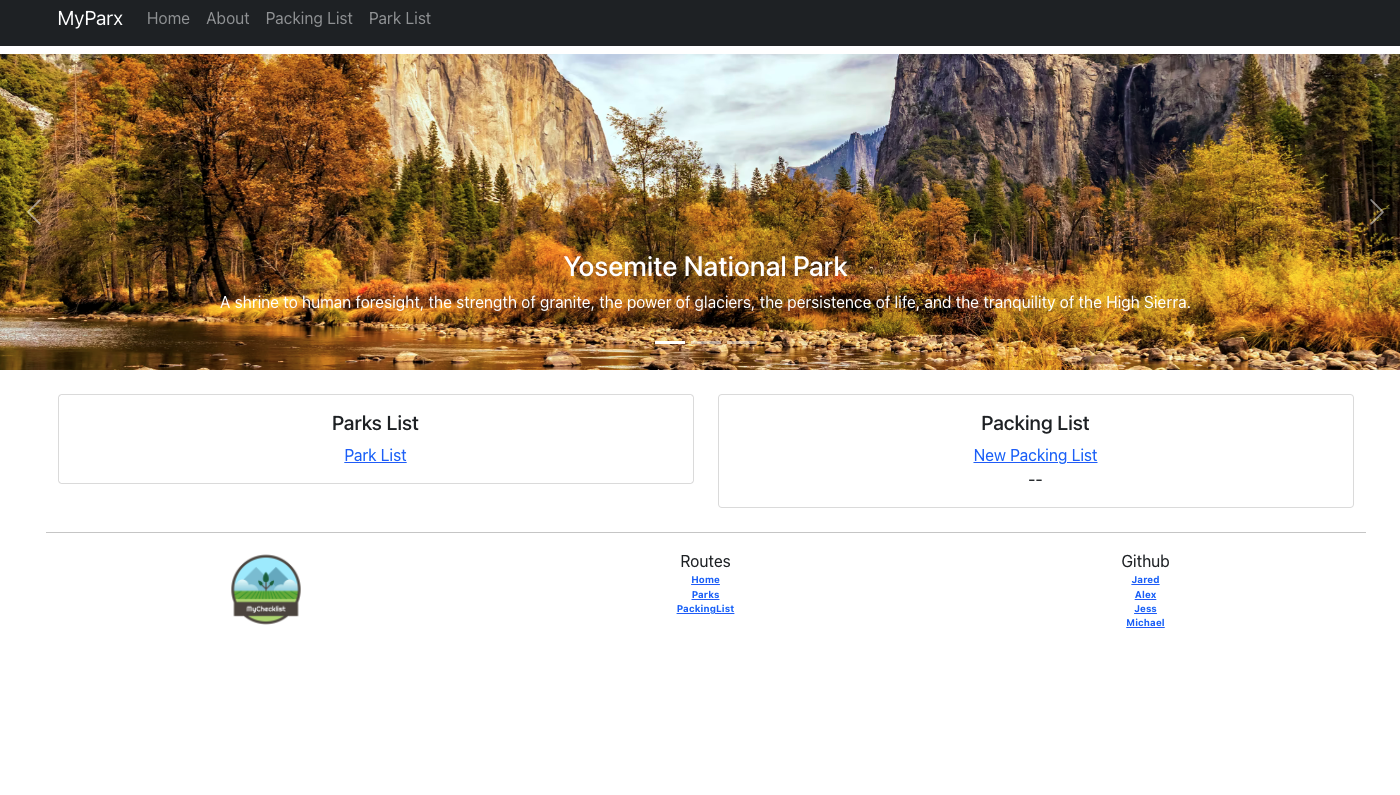 MyParx Home About Packing List Park List
Yosemite National Park
A shrine to human foresight, the strength of granite, the power of glaciers, the persistence of life, and the tranquility of the High Sierra.
Parks List
Park List
Packing List
New Packing List
--
MyChecklist
Routes
Home
Parks
PackingList
Github
Jared
Alex
Jess
Michael